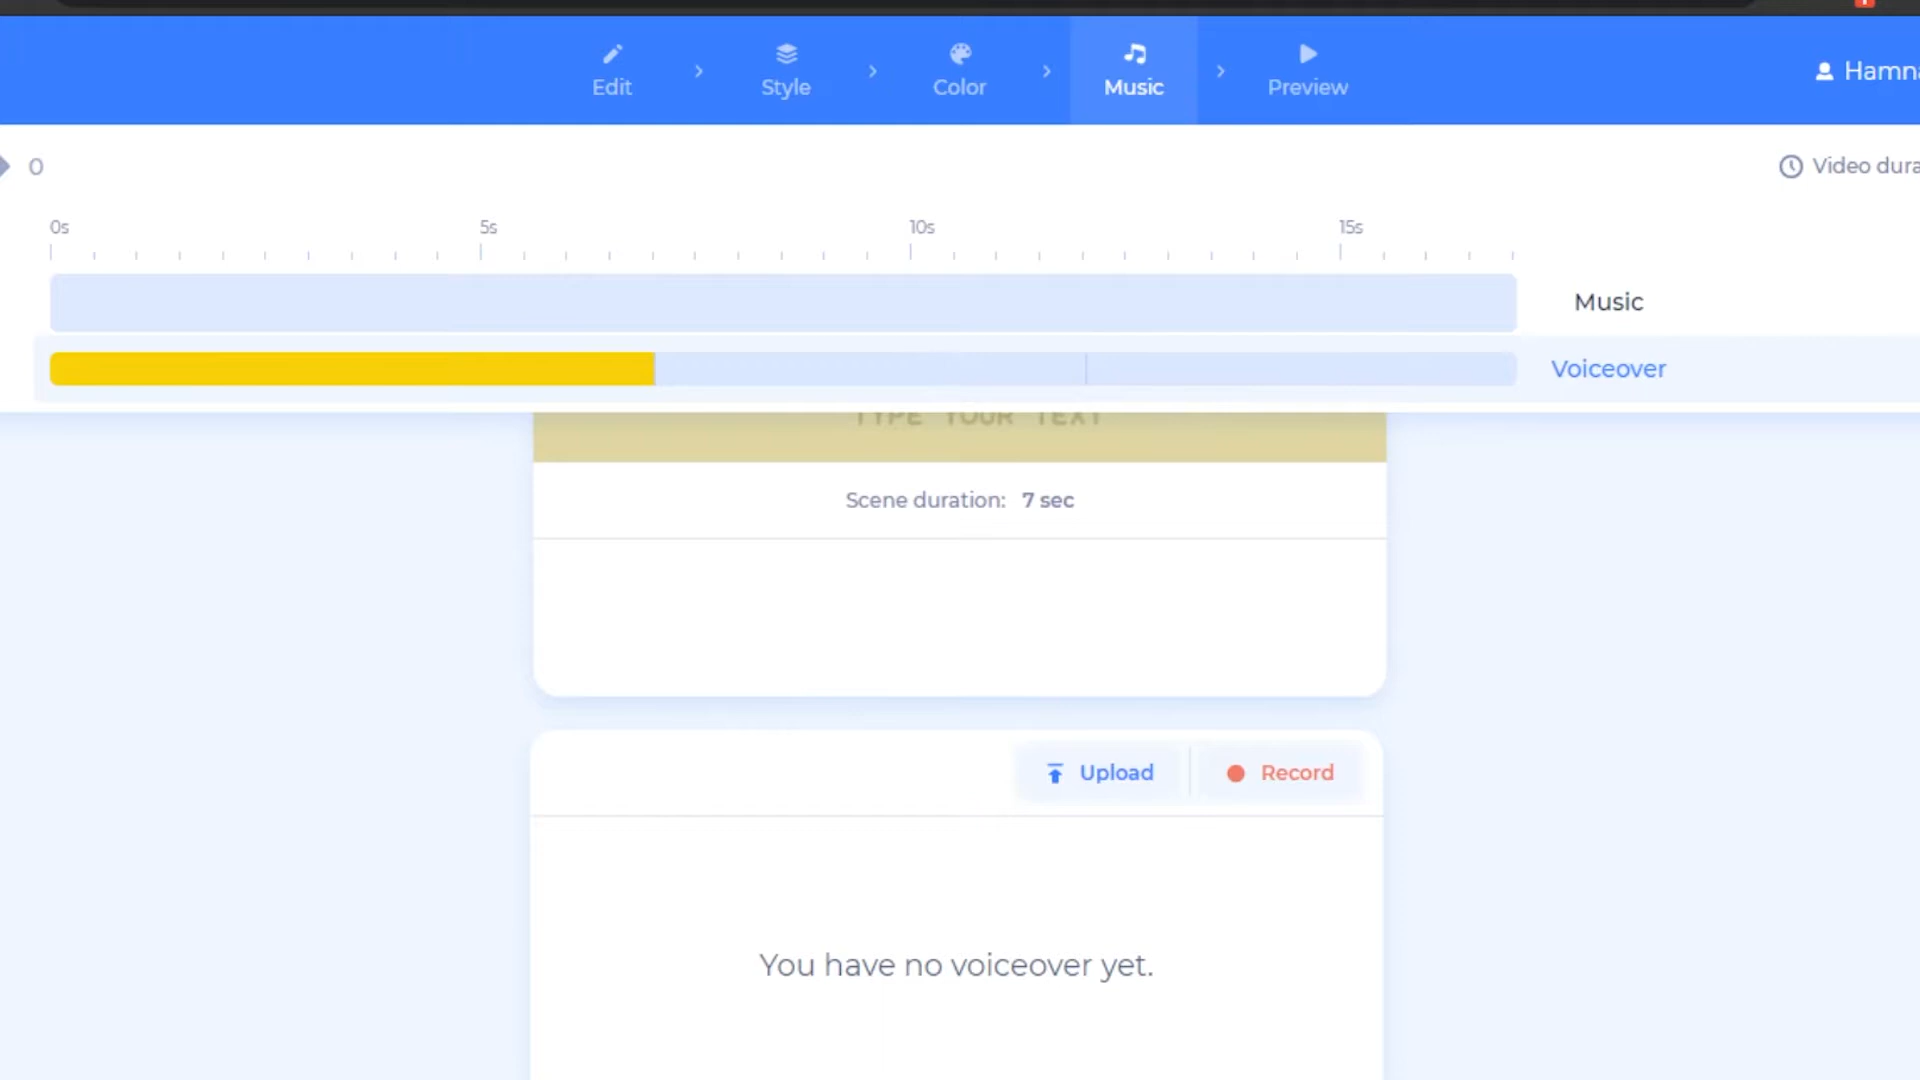 Edit
Style
Color
Music
Preview
Hamna
0
Video dura
0s
5s
10s
15s
Music
Voiceover
TYPE YOUR TEXT
Scene duration: 7 sec
Upload
Record
You have no voiceover yet.